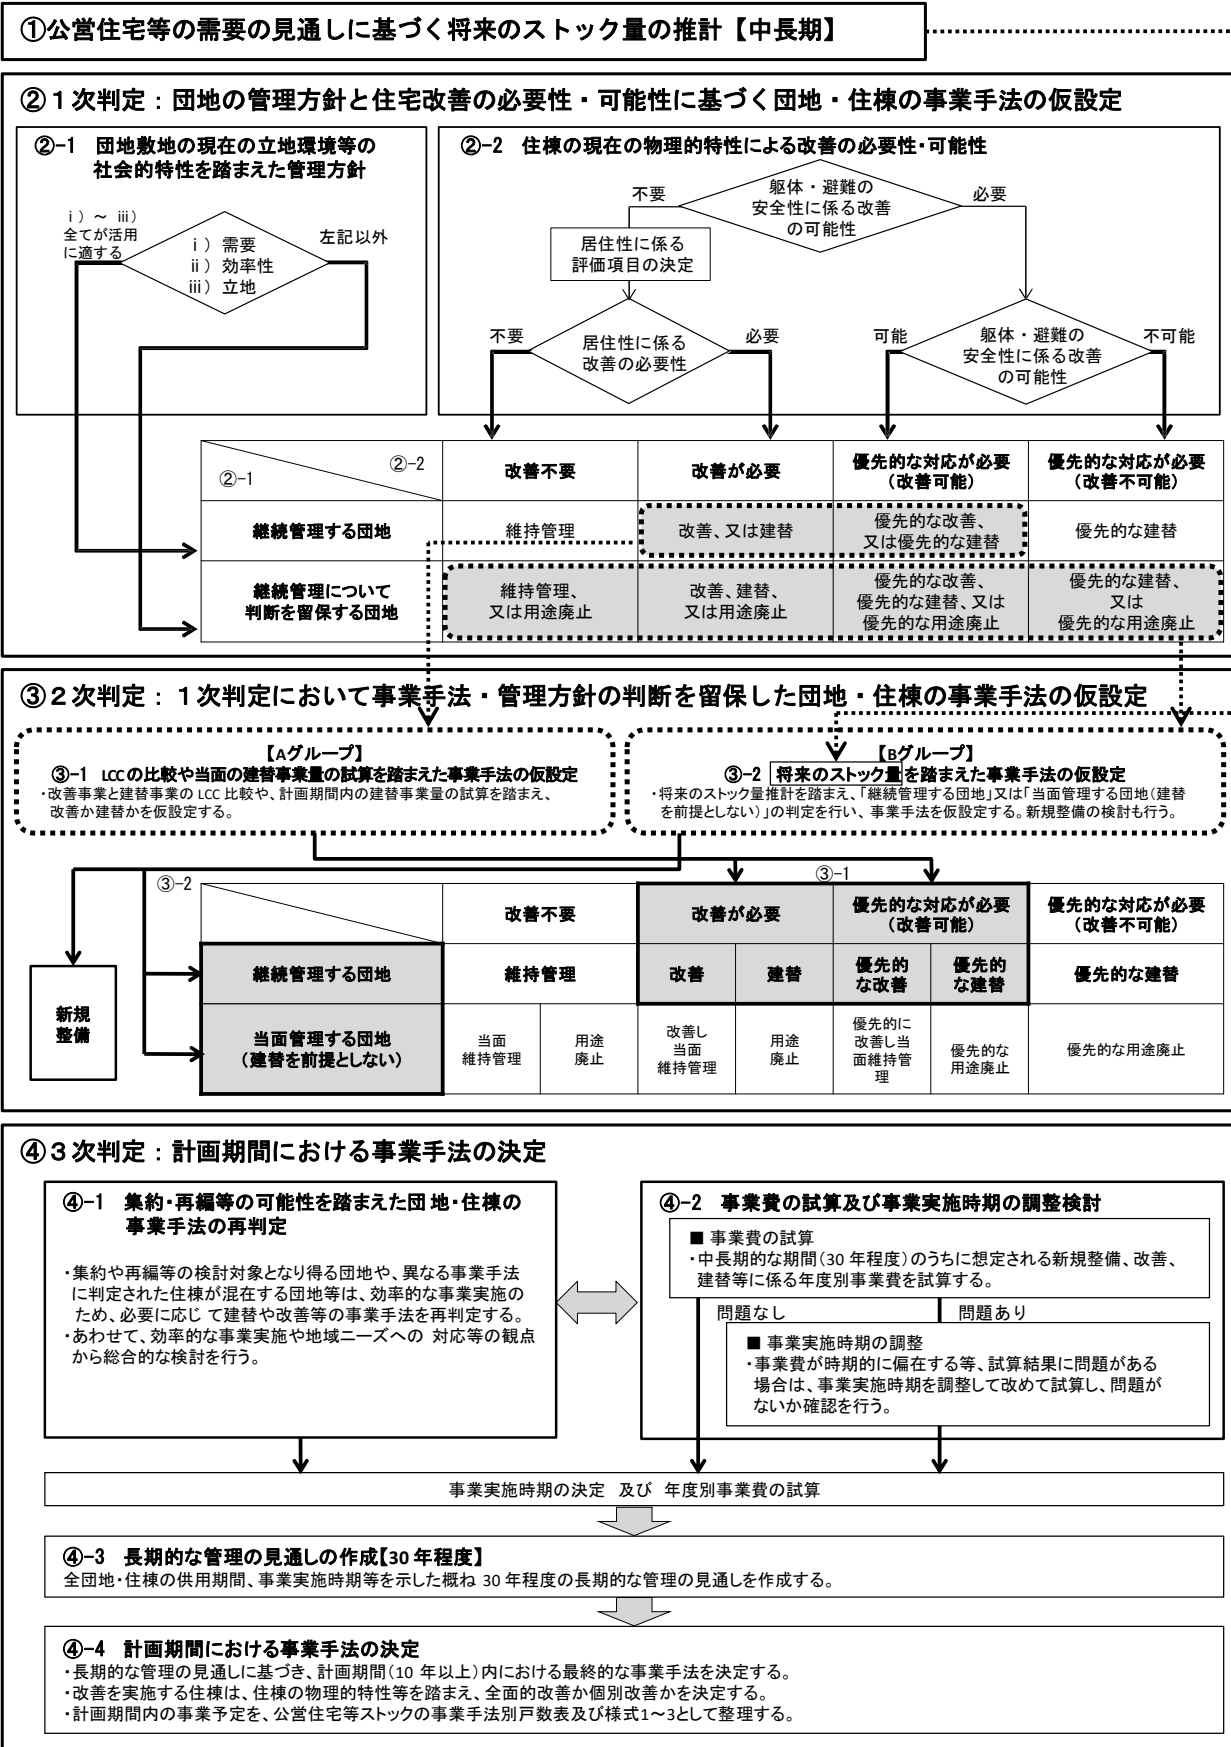 ①公営住宅等の需要の見通しに基づく将来のストック量の推計【中長期】
②１次判定：団地の管理方針と住宅改善の必要性・可能性に基づく団地・住棟の事業手法の仮設定
②-1 団地敷地の現在の立地環境等の
社会的特性を踏まえた管理方針
ⅰ）～ ⅲ）
全てが活用
に適する
ⅰ）需要
ⅱ）効率性
ⅲ）立地
左記以外
②-2 住棟の現在の物理的特性による改善の必要性・可能性
不要
躯体・避難の
安全性に係る改善
の可能性
必要
居住性に係る
評価項目の決定
不要
居住性に係る
改善の必要性
必要
可能
躯体・避難の
安全性に係る改善
の可能性
不可能
②-2
②-1
改善不要
改善が必要
優先的な対応が必要
（改善可能）
優先的な対応が必要
（改善不可能）
継続管理する団地
維持管理
改善、又は建替
優先的な改善、
又は優先的な建替
優先的な建替
継続管理について
判断を留保する団地
維持管理、
又は用途廃止
改善、建替、
又は用途廃止
優先的な改善、
優先的な建替、又は
優先的な用途廃止
優先的な建替、
又は
優先的な用途廃止
③２次判定：１次判定において事業手法・管理方針の判断を留保した団地・住棟の事業手法の仮設定
【Aグループ】
③-1 LCCの比較や当面の建替事業量の試算を踏まえた事業手法の仮設定
・改善事業と建替事業の LCC 比較や、計画期間内の建替事業量の試算を踏まえ、
改善か建替かを仮設定する。
【Bグループ】
③-2 将来のストック量を踏まえた事業手法の仮設定
・将来のストック量推計を踏まえ、「継続管理する団地」又は「当面管理する団地（建替
を前提としない）」の判定を行い、事業手法を仮設定する。新規整備の検討も行う。
③-2
③-1
改善不要
改善が必要
優先的な対応が必要
（改善可能）
優先的な対応が必要
（改善不可能）
継続管理する団地
維持管理
改善
建替
優先的
な改善
優先的
な建替
優先的な建替
新規
整備
当面管理する団地
（建替を前提としない）
当面
維持管理
用途
廃止
改善し
当面
維持管理
用途
廃止
優先的に
改善し当
面維持管
理
優先的な
用途廃止
優先的な用途廃止
④３次判定：計画期間における事業手法の決定
④-1 集約・再編等の可能性を踏まえた団 地・住棟の
事業手法の再判定
・集約や再編等の検討対象となり得る団地や、異なる事業手法
に判定された住棟が混在する団地等は、効率的な事業実施の
ため、必要に応じ て建替や改善等の事業手法を再判定する。
・あわせて、効率的な事業実施や地域ニーズへの 対応等の観点
から総合的な検討を行う。
④-2 事業費の試算及び事業実施時期の調整検討
■ 事業費の試算
・中長期的な期間（30 年程度）のうちに想定される新規整備、改善、
建替等に係る年度別事業費を試算する。
問題なし
問題あり
■ 事業実施時期の調整
・事業費が時期的に偏在する等、試算結果に問題がある
場合は、事業実施時期を調整して改めて試算し、問題が
ないか確認を行う。
事業実施時期の決定 及び 年度別事業費の試算
④-3 長期的な管理の見通しの作成【30 年程度】
全団地・住棟の供用期間、事業実施時期等を示した概ね 30 年程度の長期的な管理の見通しを作成する。
④-4 計画期間における事業手法の決定
・長期的な管理の見通しに基づき、計画期間（10 年以上）内における最終的な事業手法を決定する。
・改善を実施する住棟は、住棟の物理的特性等を踏まえ、全面的改善か個別改善かを決定する。
・計画期間内の事業予定を、公営住宅等ストックの事業手法別戸数表及び様式1～3として整理する。